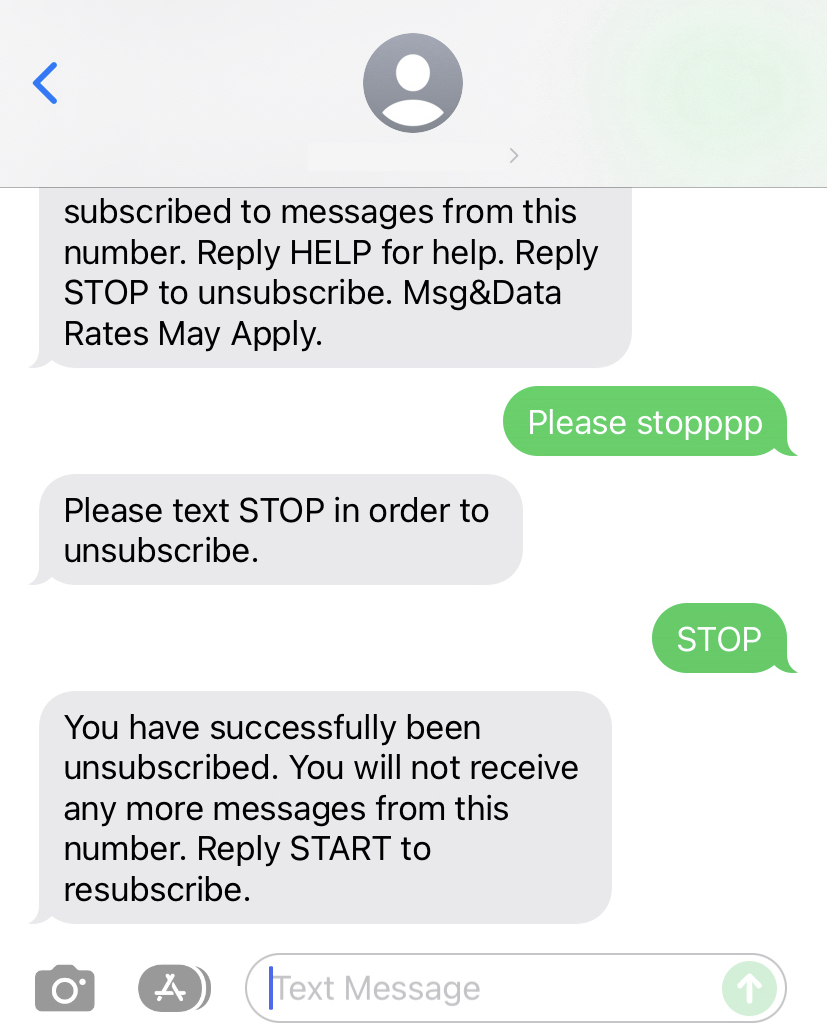 subscribed to messages from this
number. Reply HELP for help. Reply
STOP to unsubscribe. Msg&Data
Rates May Apply.
Please stopppp
Please text STOP in order to
unsubscribe.
STOP
You have successfully been
unsubscribed. You will not receive
any more messages from this
number. Reply START to
resubscribe.
Text Message